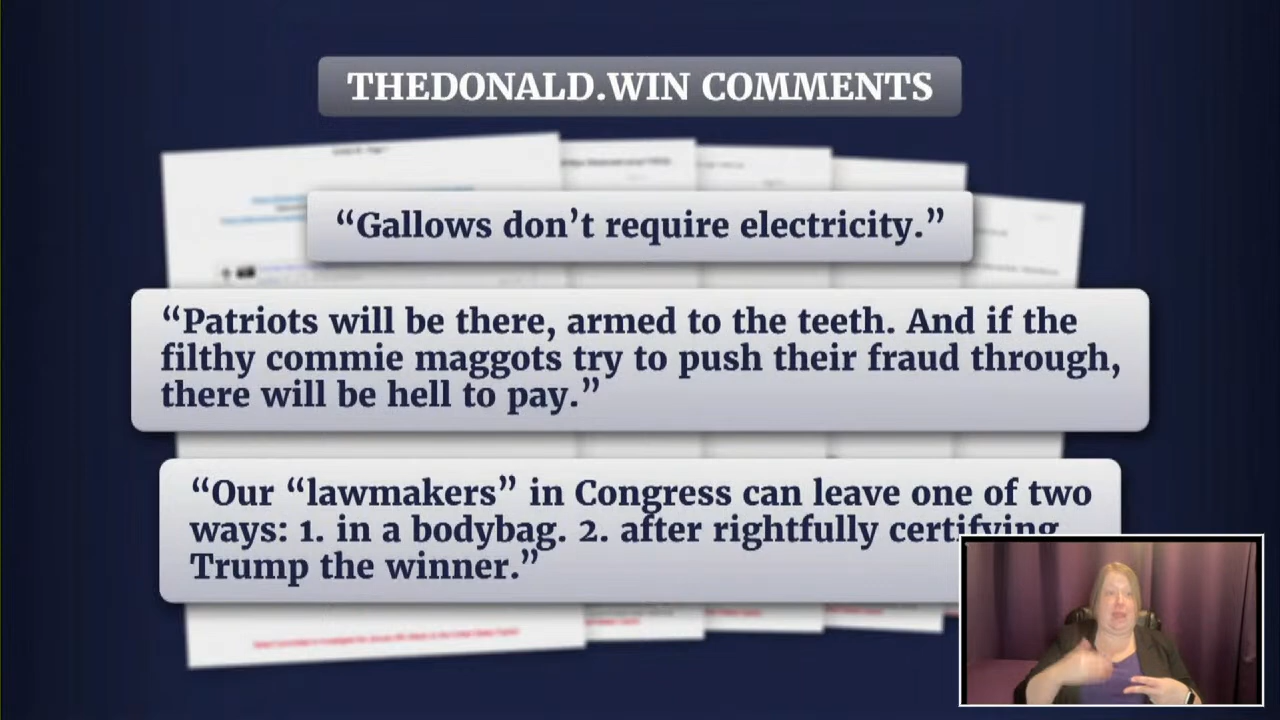 THEDONALD.WIN COMMENTS
“Gallows don’t require electricity.”
“Patriots will be there, armed to the teeth. And if the
filthy commie maggots try to push their fraud through,
there will be hell to pay.”
“Our “lawmakers” in Congress can leave one of two
ways: 1. in a bodybag. 2. after rightfully certifying
Trump the winner.”